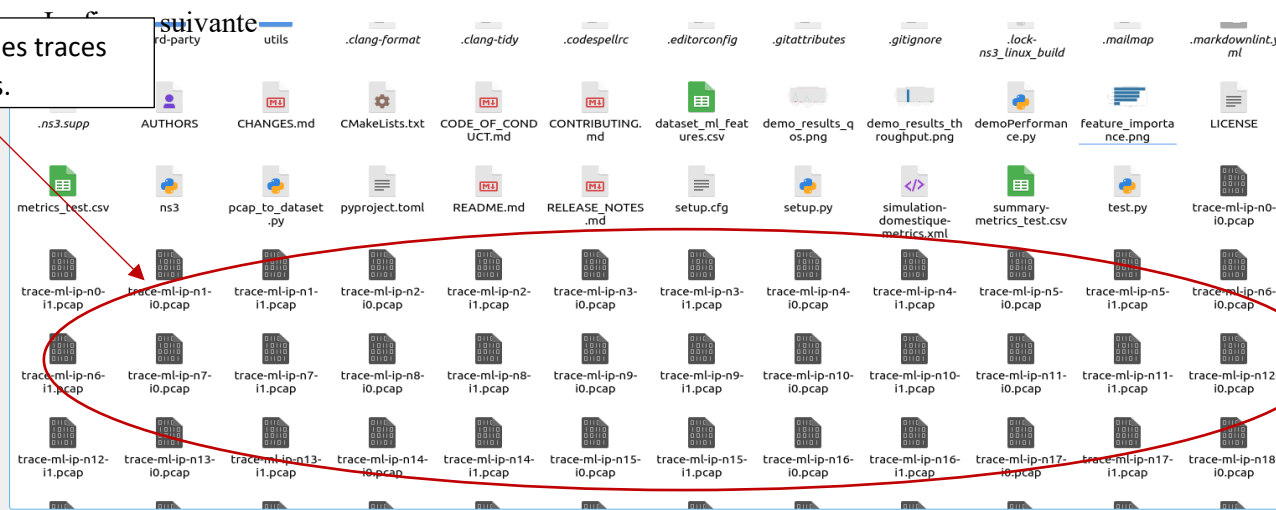 suivante
es traces
s.
rd-party utils .clang-format .clang-tidy .codespellrc .editorconfig .gitattributes .gitignore .lock- .mailmap .markdownlint.y
ns3_linux_build ml
.ns3.supp AUTHORS CHANGES.md CMakeLists.txt CODE_OF_COND CONTRIBUTING. dataset_ml_feat demo_results_q demo_results_th demoPerforman feature_importa LICENSE
UCT.md md ures.csv os.png roughput.png ce.py nce.png
metrics_test.csv ns3 pcap_to_dataset pyproject.toml README.md RELEASE_NOTES setup.cfg setup.py simulation- summary- test.py trace-ml-ip-n0-
.py .md domestique- metrics_test.csv i0.pcap
metrics.xml
trace-ml-ip-n0- trace-ml-ip-n1- trace-ml-ip-n1- trace-ml-ip-n2- trace-ml-ip-n2- trace-ml-ip-n3- trace-ml-ip-n3- trace-ml-ip-n4- trace-ml-ip-n4- trace-ml-ip-n5- trace-ml-ip-n5- trace-ml-ip-n6-
i1.pcap i0.pcap i1.pcap i0.pcap i1.pcap i0.pcap i1.pcap i0.pcap i1.pcap i0.pcap i1.pcap i0.pcap
trace-ml-ip-n6- trace-ml-ip-n7- trace-ml-ip-n7- trace-ml-ip-n8- trace-ml-ip-n8- trace-ml-ip-n9- trace-ml-ip-n9- trace-ml-ip-n10- trace-ml-ip-n10- trace-ml-ip-n11- trace-ml-ip-n11- trace-ml-ip-n12
i1.pcap i0.pcap i1.pcap i0.pcap i1.pcap i0.pcap i1.pcap i0.pcap i1.pcap i0.pcap i1.pcap i0.pcap
trace-ml-ip-n12- trace-ml-ip-n13- trace-ml-ip-n13- trace-ml-ip-n14- trace-ml-ip-n14- trace-ml-ip-n15- trace-ml-ip-n15- trace-ml-ip-n16- trace-ml-ip-n16- trace-ml-ip-n17- trace-ml-ip-n17- trace-ml-ip-n18
i1.pcap i0.pcap i1.pcap i0.pcap i1.pcap i0.pcap i1.pcap i0.pcap i1.pcap i0.pcap i1.pcap i0.pcap